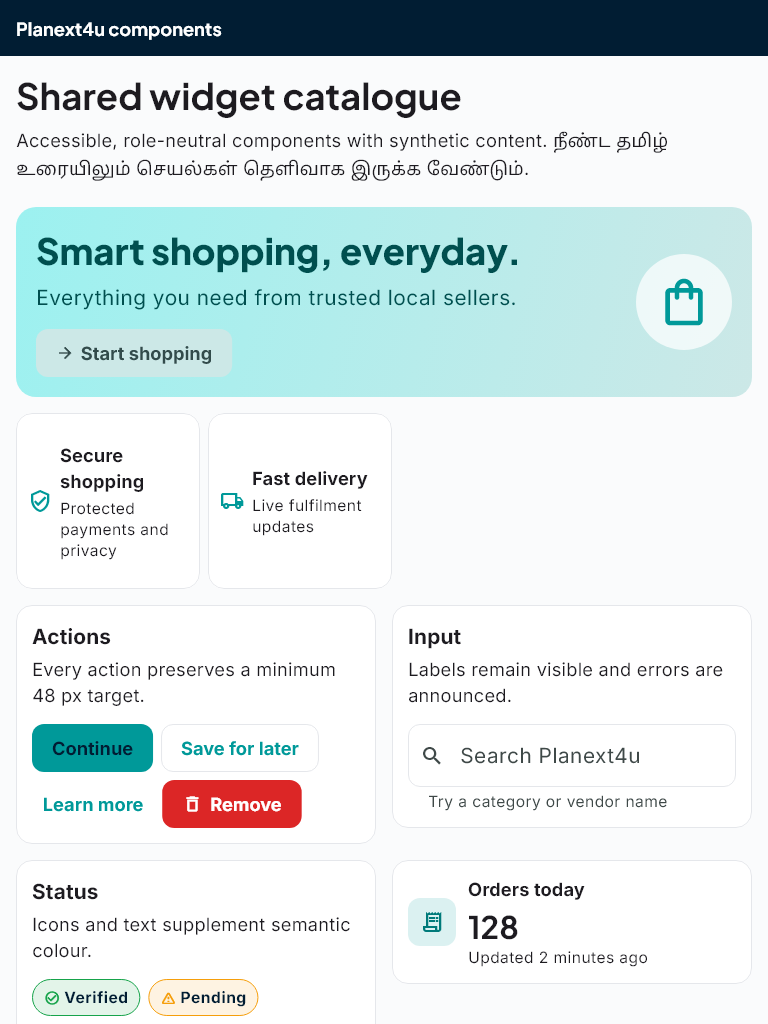 Planext4u components
Shared widget catalogue
Accessible, role-neutral components with synthetic content. நீண்ட தமிழ்
உரையிலும் செயல்கள் தெளிவாக இருக்க வேண்டும்.
Smart shopping, everyday.
Everything you need from trusted local sellers.
Start shopping
Secure
shopping
Protected
payments and
privacy
Fast delivery
Live fulfilment
updates
Actions
Every action preserves a minimum
48 px target.
Continue
Save for later
Learn more
Remove
Input
Labels remain visible and errors are
announced.
Search Planext4u
Try a category or vendor name
Status
Icons and text supplement semantic
colour.
Verified
Pending
Orders today
128
Updated 2 minutes ago